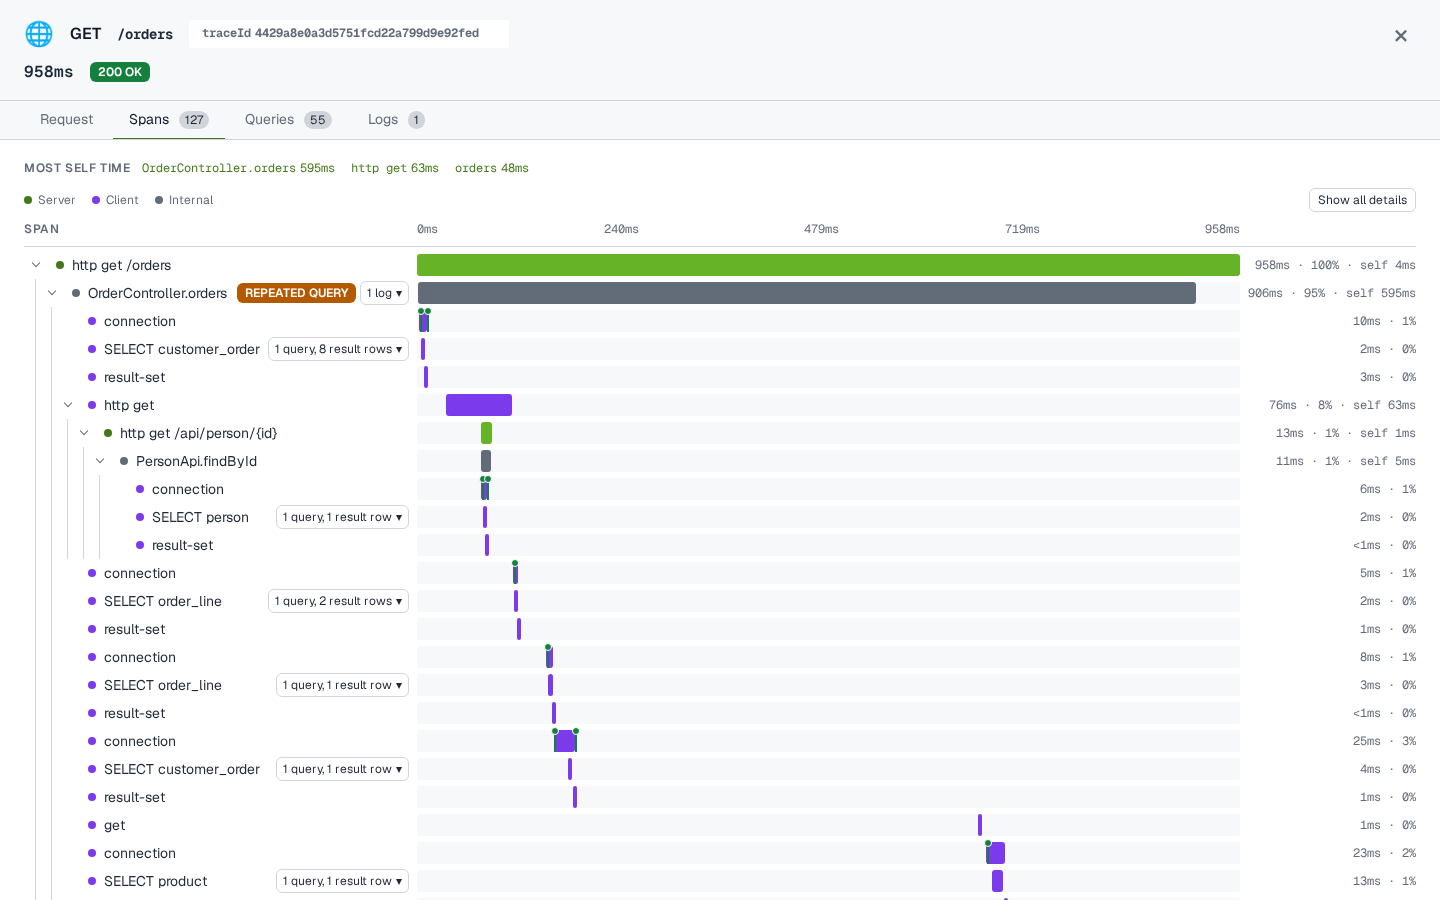 GET /orders traceId 4429a8e0a3d5751fcd22a799d9e92fed ×
958ms 200 OK
Request Spans 127 Queries 55 Logs 1
MOST SELF TIME OrderController.orders 595ms http get 63ms orders 48ms
Server Client Internal Show all details
SPAN 0ms 240ms 479ms 719ms 958ms
http get /orders 958ms · 100% · self 4ms
OrderController.orders REPEATED QUERY 1 log ▾ 906ms · 95% · self 595ms
connection 10ms · 1%
SELECT customer_order 1 query, 8 result rows ▾ 2ms · 0%
result-set 3ms · 0%
http get 76ms · 8% · self 63ms
http get /api/person/{id} 13ms · 1% · self 1ms
PersonApi.findById 11ms · 1% · self 5ms
connection 6ms · 1%
SELECT person 1 query, 1 result row ▾ 2ms · 0%
result-set <1ms · 0%
connection 5ms · 1%
SELECT order_line 1 query, 2 result rows ▾ 2ms · 0%
result-set 1ms · 0%
connection 8ms · 1%
SELECT order_line 1 query, 1 result row ▾ 3ms · 0%
result-set <1ms · 0%
connection 25ms · 3%
SELECT customer_order 1 query, 1 result row ▾ 4ms · 0%
result-set 1ms · 0%
get 1ms · 0%
connection 23ms · 2%
SELECT product 1 query, 1 result row ▾ 13ms · 1%